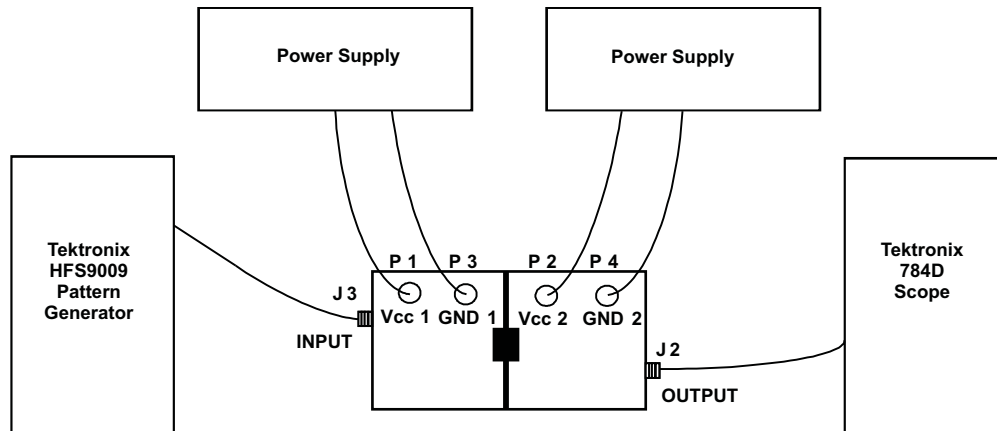 Power Supply
Power Supply
Tektronix
HFS9009
Pattern
Generator
Tektronix
784D
Scope
P 1
P 3
P 2
P 4
J 3
Vcc 1
GND 1
Vcc 2
GND 2
INPUT
J 2
OUTPUT